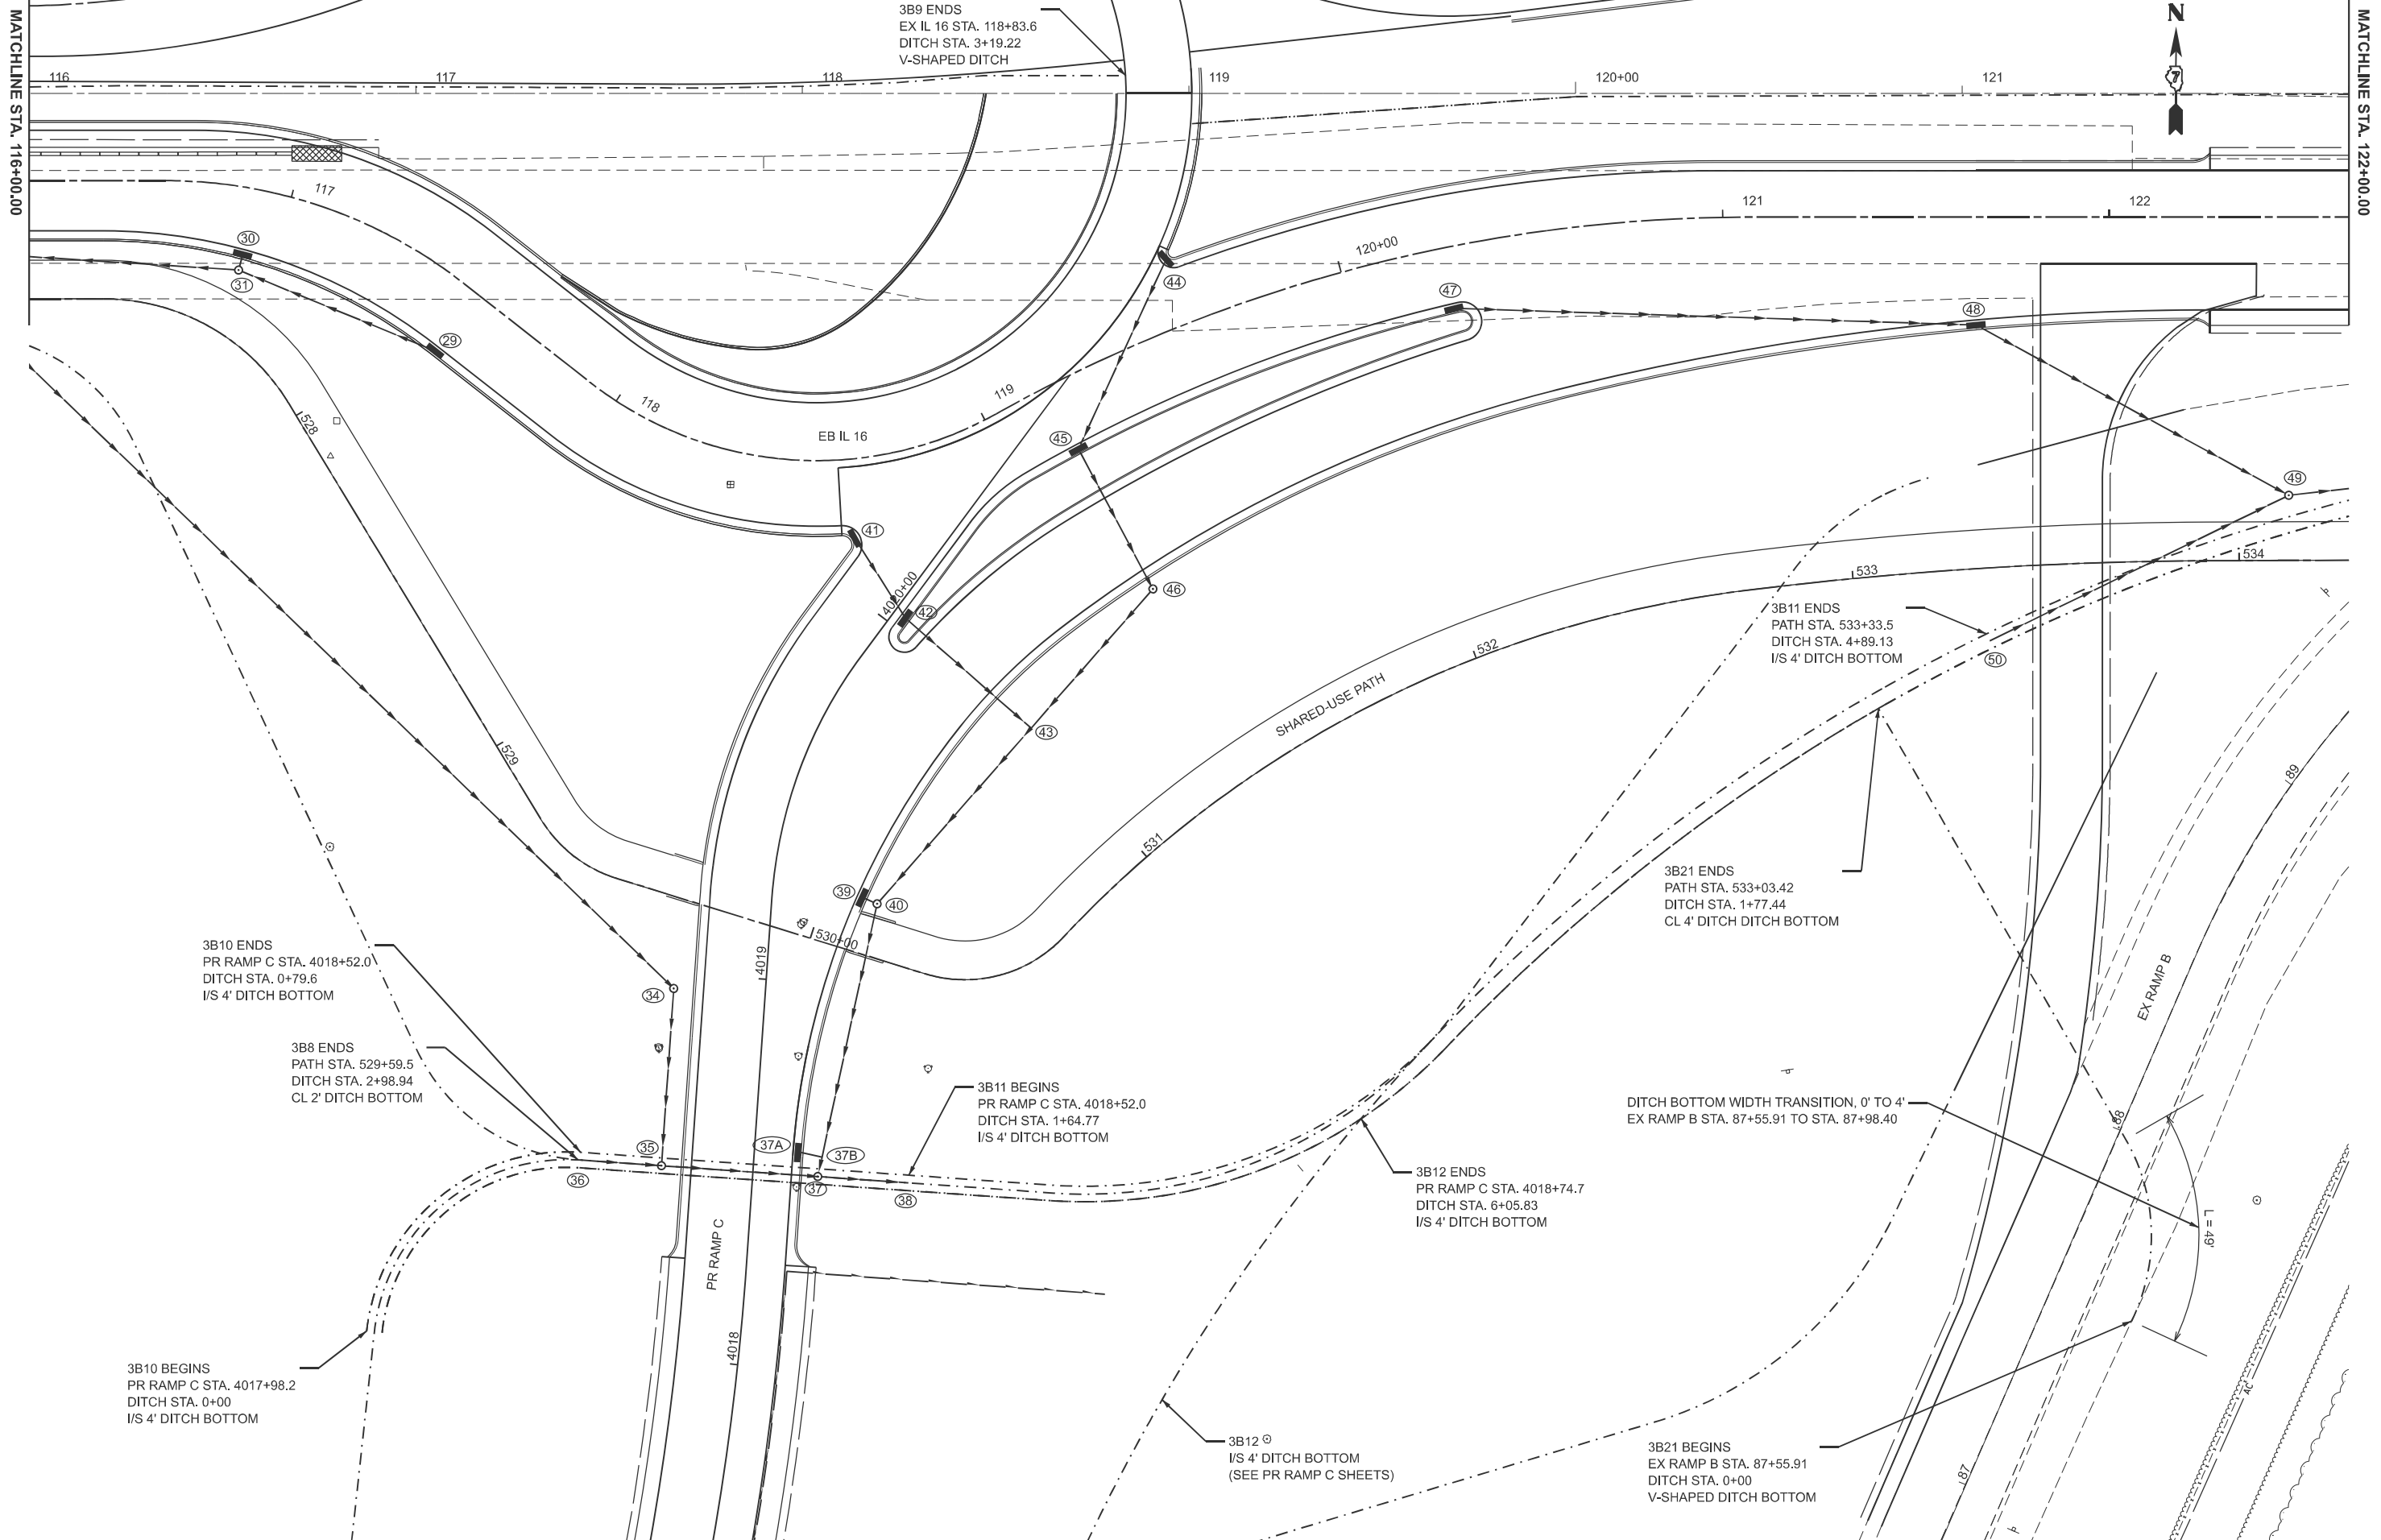 MATCHLINE STA. 116+00.00
MATCHLINE STA. 122+00.00
N
7
3B9 ENDS
EX IL 16 STA. 118+83.6
DITCH STA. 3+19.22
V-SHAPED DITCH
116
117
118
119
120+00
121
117
118
119
120+00
121
122
30
31
29
44
47
48
45
49
41
42
46
43
50
EB IL 16
4020+00
528
529
530+00
531
532
533
534
SHARED-USE PATH
3B11 ENDS
PATH STA. 533+33.5
DITCH STA. 4+89.13
I/S 4' DITCH BOTTOM
3B21 ENDS
PATH STA. 533+03.42
DITCH STA. 1+77.44
CL 4' DITCH DITCH BOTTOM
39
40
34
35
36
37A
37B
37
38
4019
4018
PR RAMP C
3B10 ENDS
PR RAMP C STA. 4018+52.0
DITCH STA. 0+79.6
I/S 4' DITCH BOTTOM
3B8 ENDS
PATH STA. 529+59.5
DITCH STA. 2+98.94
CL 2' DITCH BOTTOM
3B11 BEGINS
PR RAMP C STA. 4018+52.0
DITCH STA. 1+64.77
I/S 4' DITCH BOTTOM
DITCH BOTTOM WIDTH TRANSITION, 0' TO 4'
EX RAMP B STA. 87+55.91 TO STA. 87+98.40
3B12 ENDS
PR RAMP C STA. 4018+74.7
DITCH STA. 6+05.83
I/S 4' DITCH BOTTOM
EX RAMP B
89
88
87
L = 49'
AC
P
P
P
P
3B10 BEGINS
PR RAMP C STA. 4017+98.2
DITCH STA. 0+00
I/S 4' DITCH BOTTOM
3B12
I/S 4' DITCH BOTTOM
(SEE PR RAMP C SHEETS)
3B21 BEGINS
EX RAMP B STA. 87+55.91
DITCH STA. 0+00
V-SHAPED DITCH BOTTOM